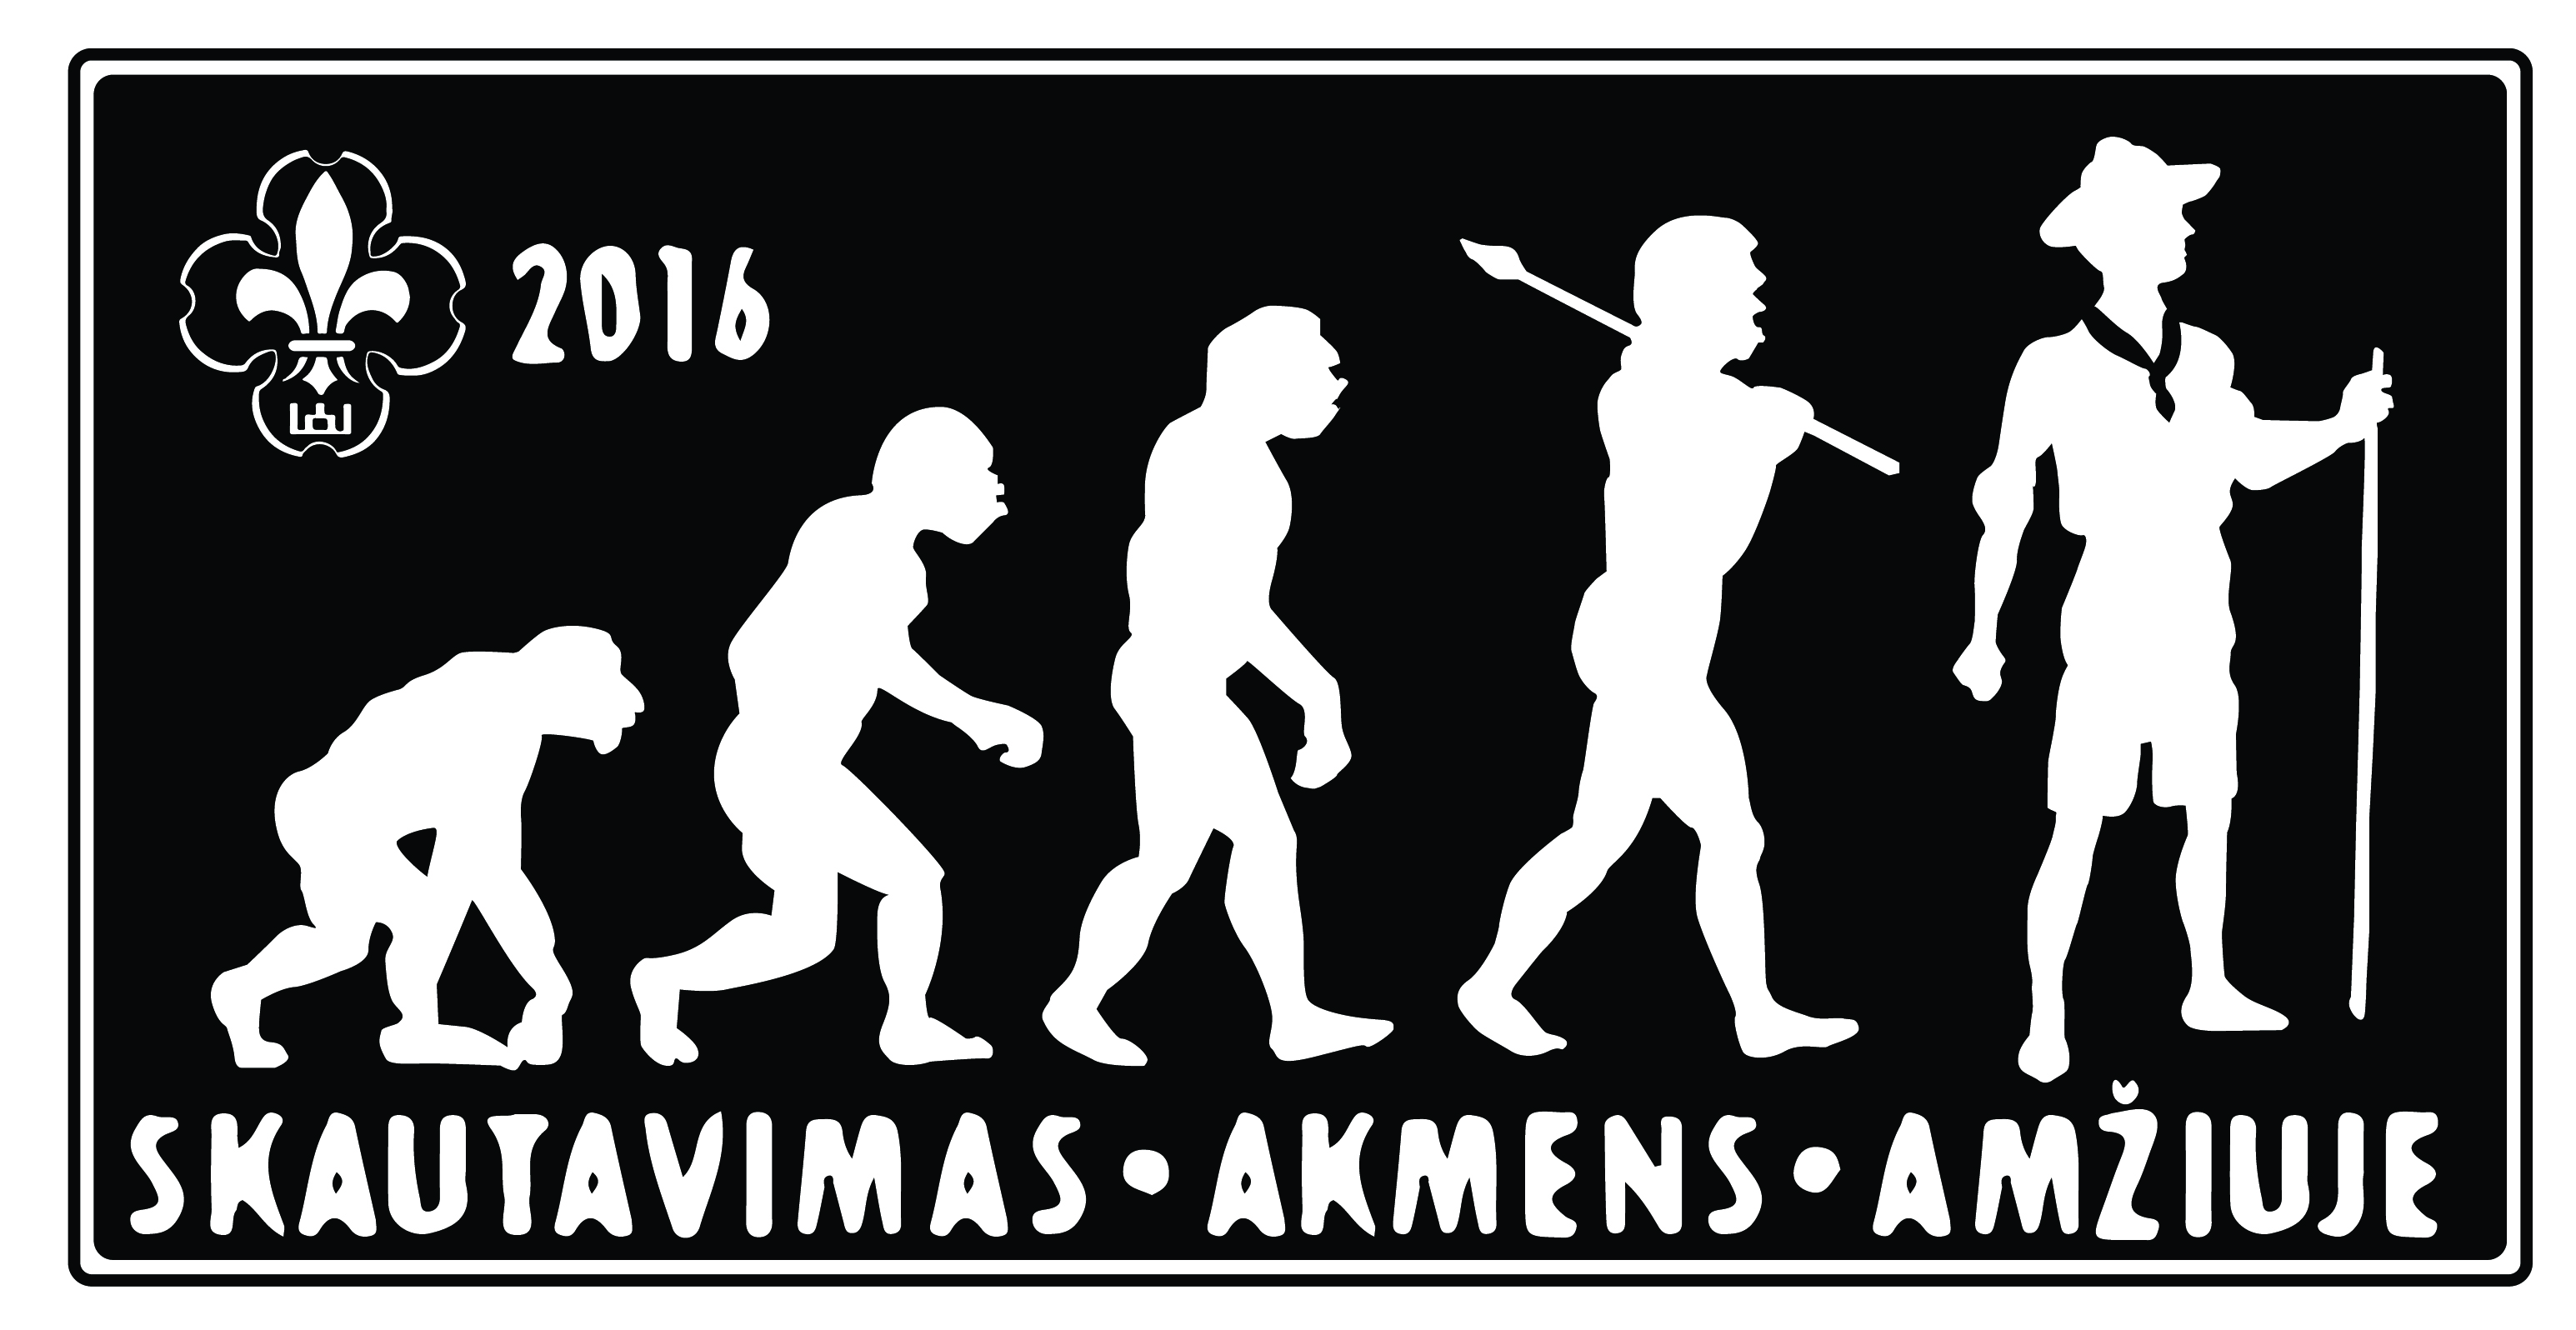 2016
SKAUTAVIMAS • AKMENS • AMŽIUJE